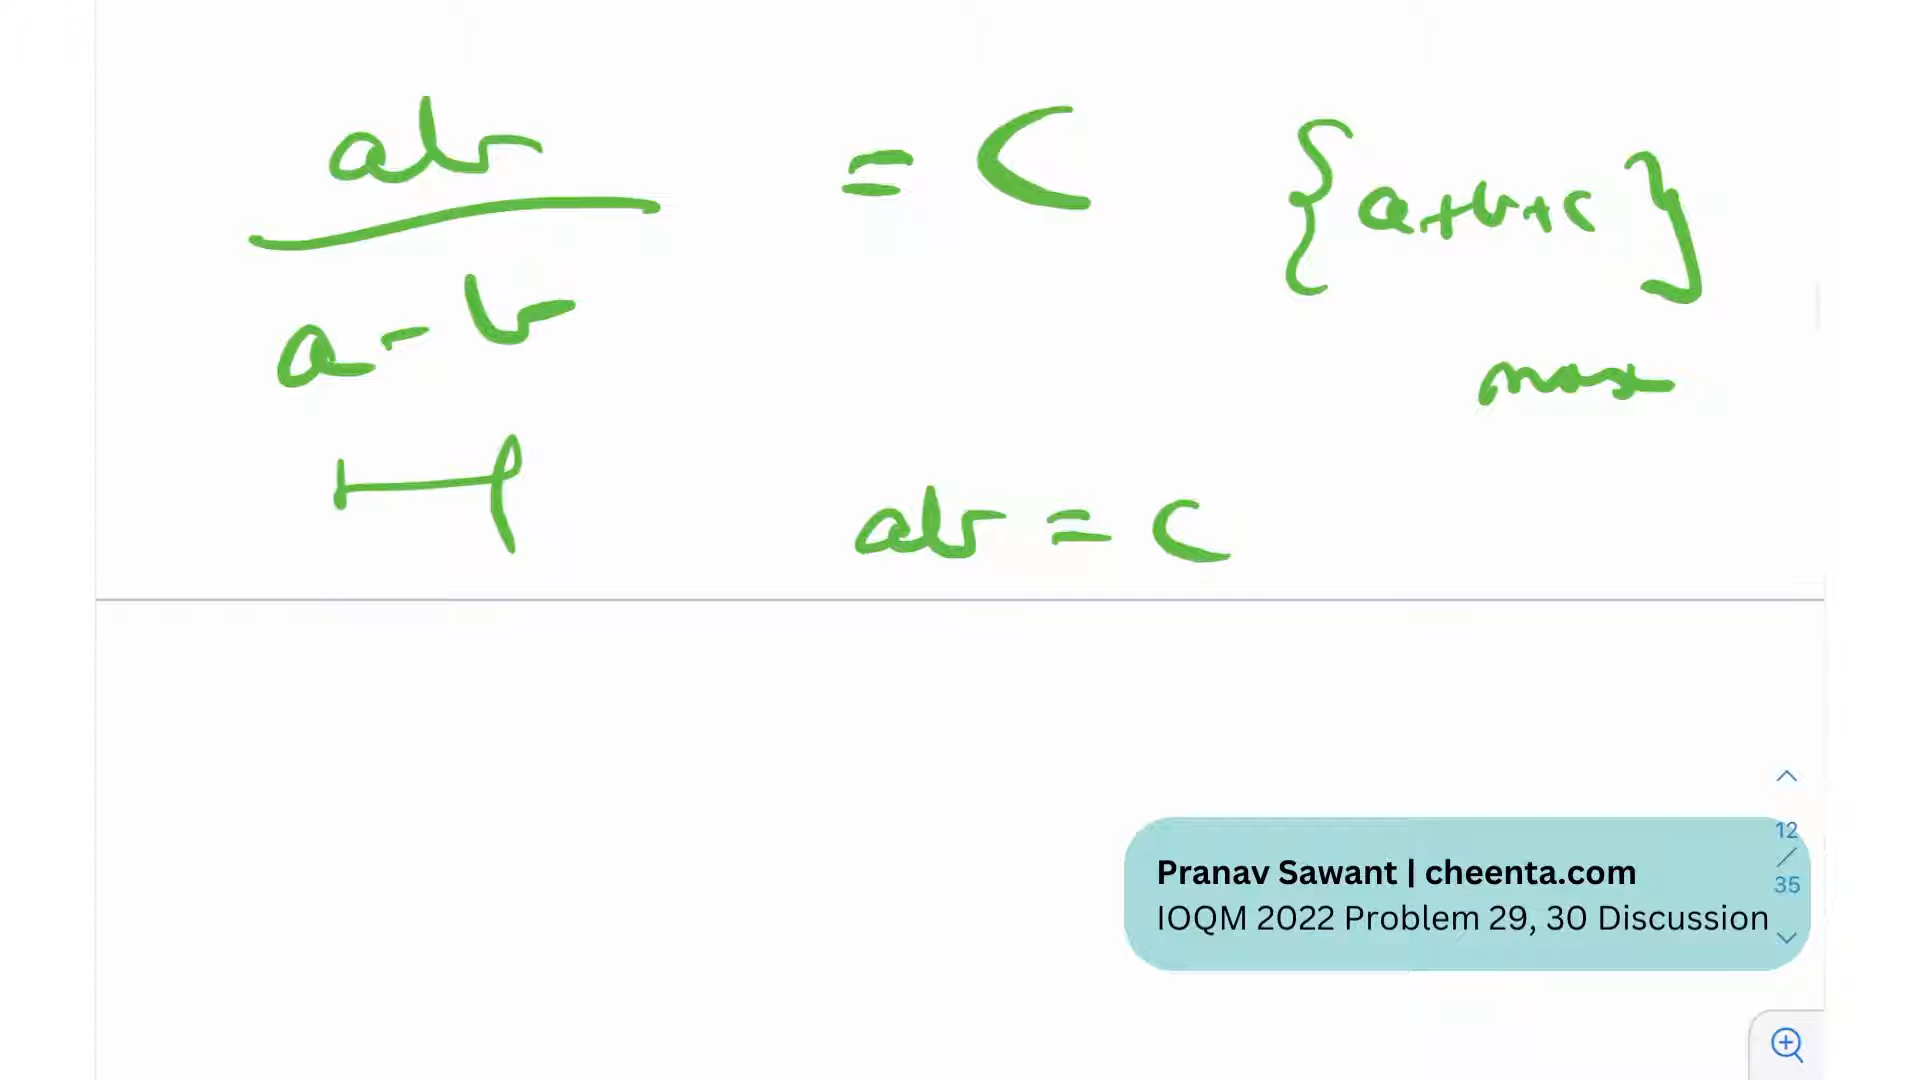 ab
a - b
= C
{a+b+c}
max
ab = C
12
/
35
Pranav Sawant | cheenta.com
IOQM 2022 Problem 29, 30 Discussion